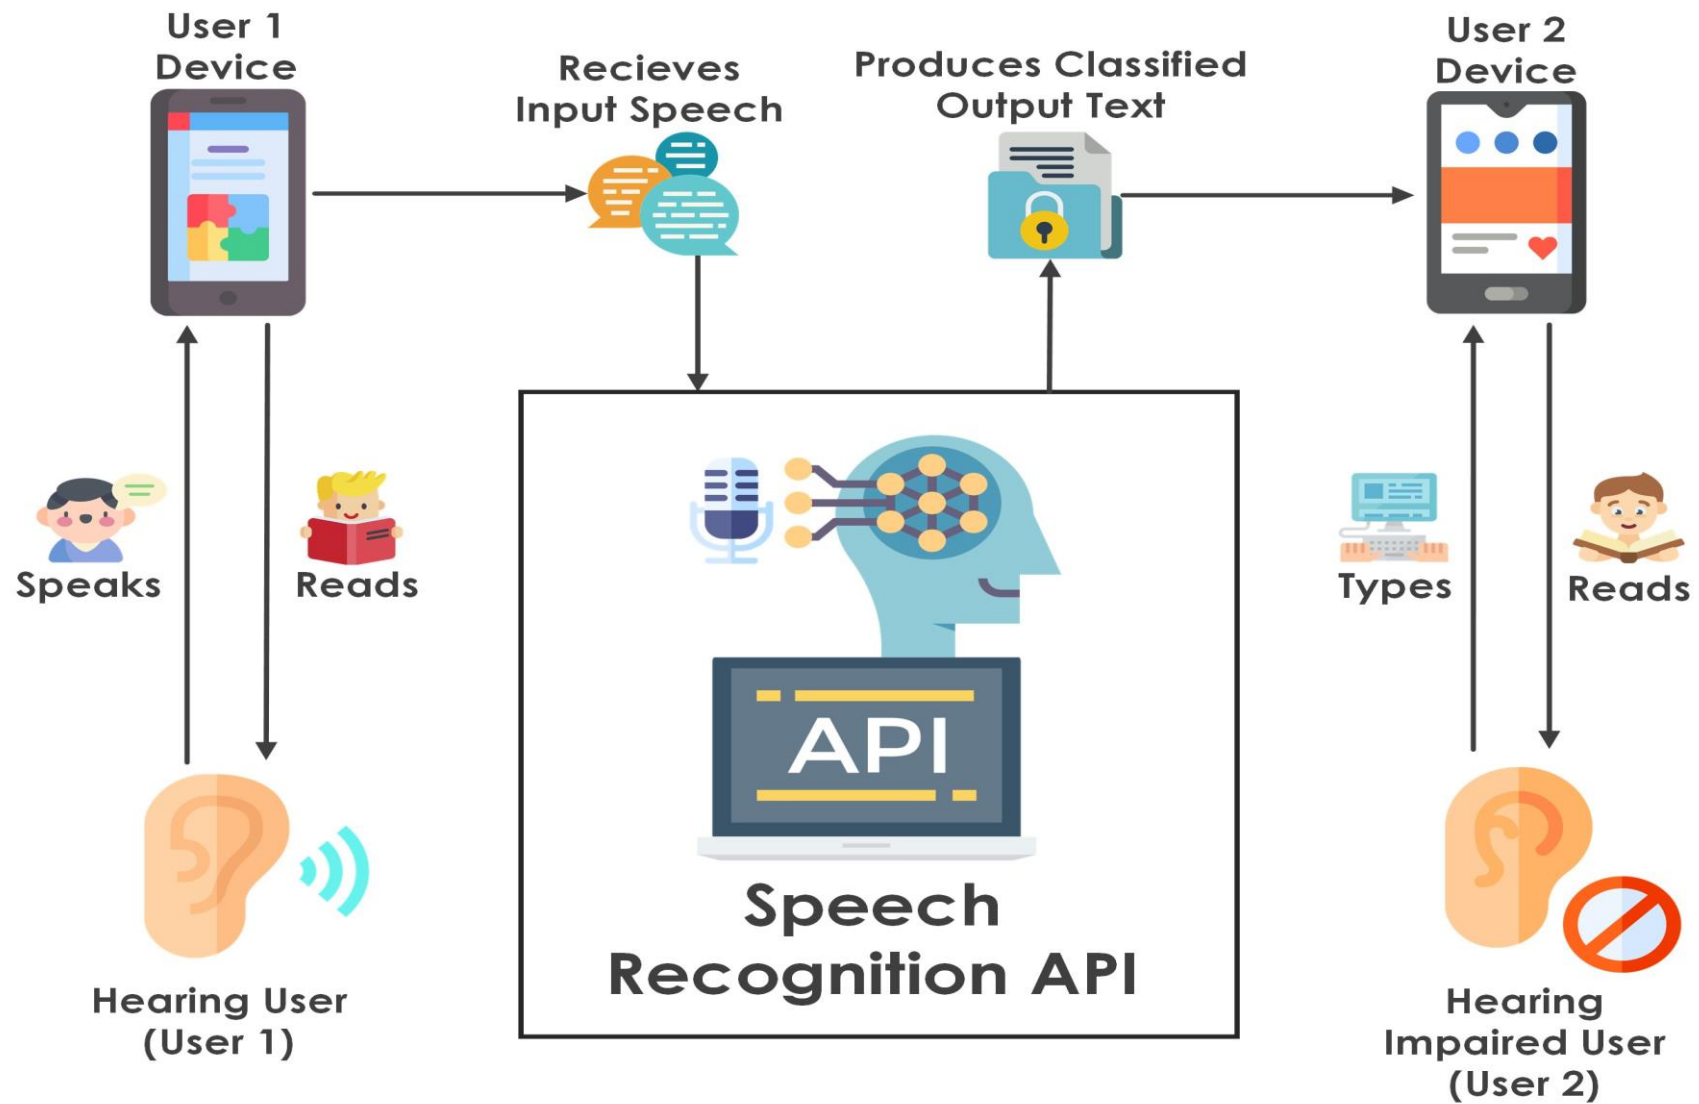 User 1
Device
Recieves
Input Speech
Produces Classified
Output Text
User 2
Device
Speaks
Reads
Types
Reads
API
Speech
Recognition API
Hearing User
(User 1)
Hearing
Impaired User
(User 2)